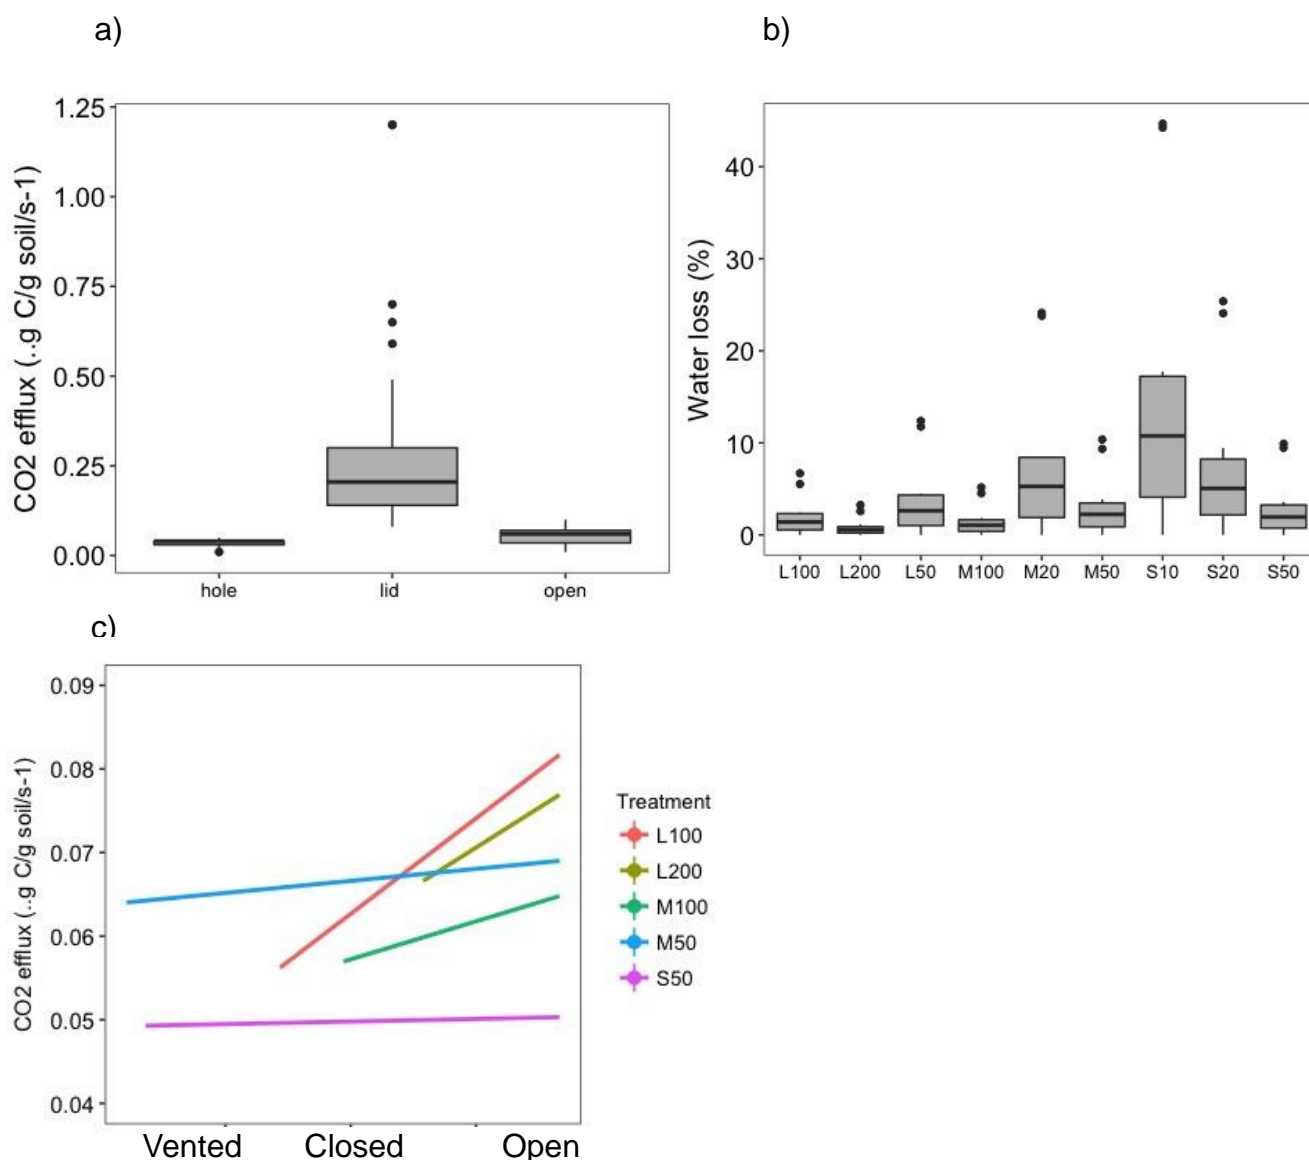 a)
CO2 efflux (..g C/g soil/s-1)
1.25
1.00
0.75
0.50
0.25
0.00
hole lid open
b)
Water loss (%)
40
30
20
10
0
L100 L200 L50 M100 M20 M50 S10 S20 S50
c)
CO2 efflux (..g C/g soil/s-1)
0.09
0.08
0.07
0.06
0.05
0.04
Vented Closed Open
Treatment
L100
L200
M100
M50
S50